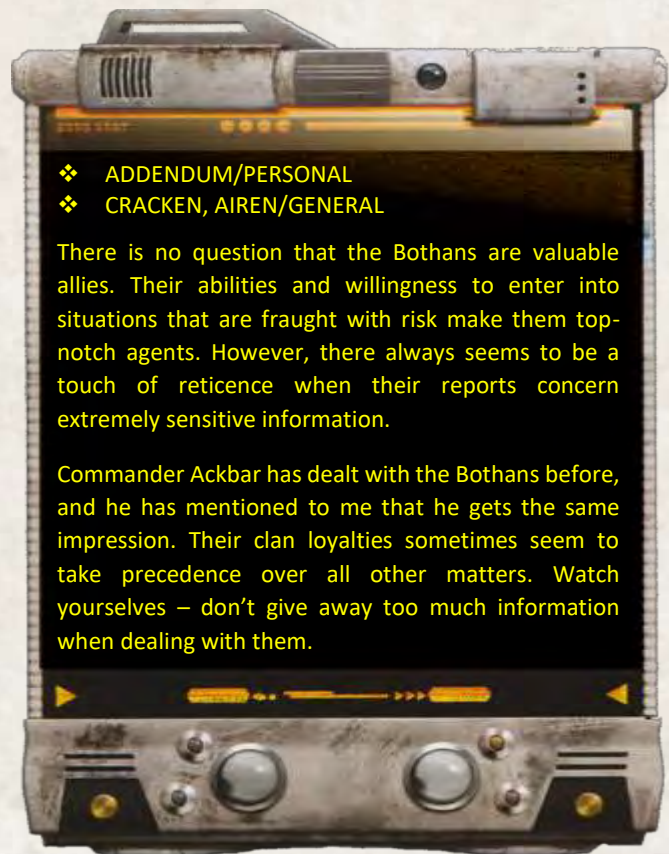 ❖ ADDENDUM/PERSONAL
❖ CRACKEN, AIREN/GENERAL
There is no question that the Bothans are valuable
allies. Their abilities and willingness to enter into
situations that are fraught with risk make them top-
notch agents. However, there always seems to be a
touch of reticence when their reports concern
extremely sensitive information.
Commander Ackbar has dealt with the Bothans before,
and he has mentioned to me that he gets the same
impression. Their clan loyalties sometimes seem to
take precedence over all other matters. Watch
yourselves – don’t give away too much information
when dealing with them.